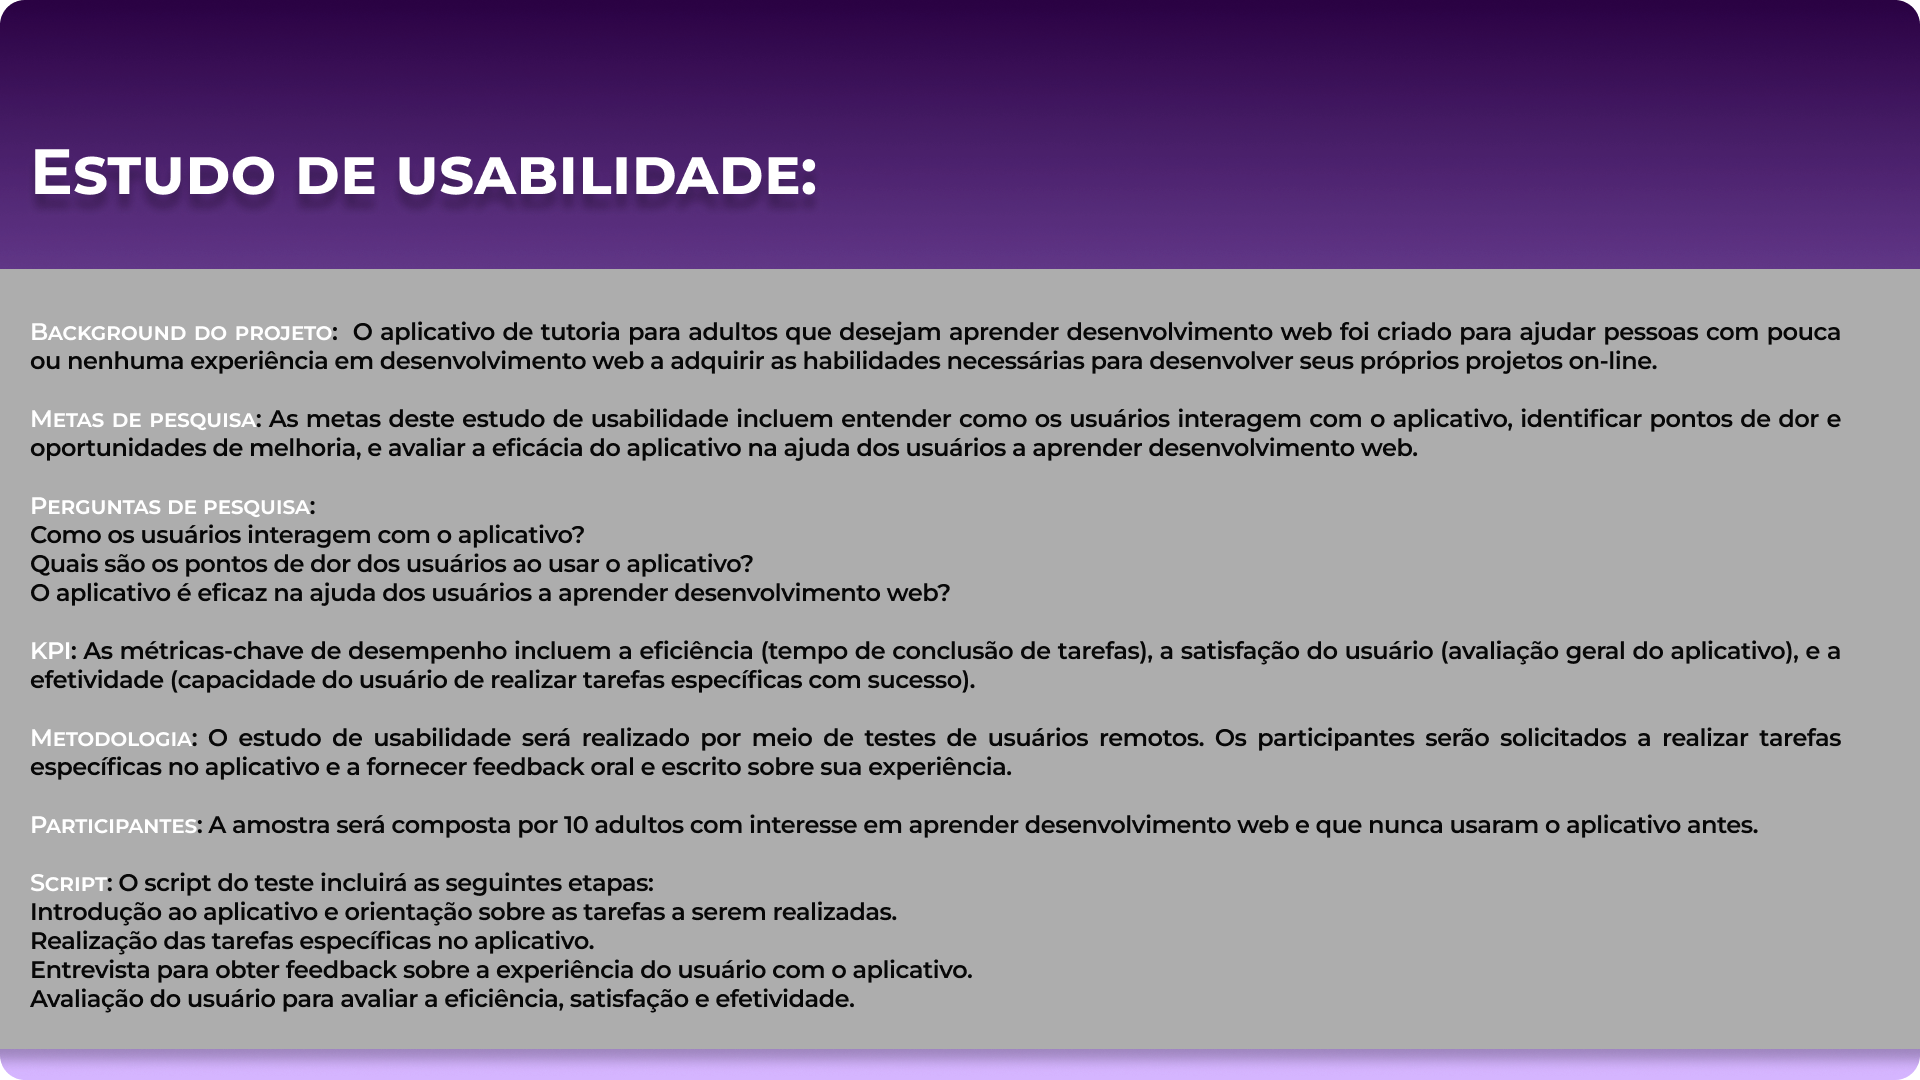 Estudo de usabilidade:
Background do projeto: O aplicativo de tutoria para adultos que desejam aprender desenvolvimento web foi criado para ajudar pessoas com pouca
ou nenhuma experiência em desenvolvimento web a adquirir as habilidades necessárias para desenvolver seus próprios projetos on-line.
Metas de pesquisa: As metas deste estudo de usabilidade incluem entender como os usuários interagem com o aplicativo, identificar pontos de dor e
oportunidades de melhoria, e avaliar a eficácia do aplicativo na ajuda dos usuários a aprender desenvolvimento web.
Perguntas de pesquisa:
Como os usuários interagem com o aplicativo?
Quais são os pontos de dor dos usuários ao usar o aplicativo?
O aplicativo é eficaz na ajuda dos usuários a aprender desenvolvimento web?
KPI: As métricas-chave de desempenho incluem a eficiência (tempo de conclusão de tarefas), a satisfação do usuário (avaliação geral do aplicativo), e a
efetividade (capacidade do usuário de realizar tarefas específicas com sucesso).
Metodologia: O estudo de usabilidade será realizado por meio de testes de usuários remotos. Os participantes serão solicitados a realizar tarefas
específicas no aplicativo e a fornecer feedback oral e escrito sobre sua experiência.
Participantes: A amostra será composta por 10 adultos com interesse em aprender desenvolvimento web e que nunca usaram o aplicativo antes.
Script: O script do teste incluirá as seguintes etapas:
Introdução ao aplicativo e orientação sobre as tarefas a serem realizadas.
Realização das tarefas específicas no aplicativo.
Entrevista para obter feedback sobre a experiência do usuário com o aplicativo.
Avaliação do usuário para avaliar a eficiência, satisfação e efetividade.